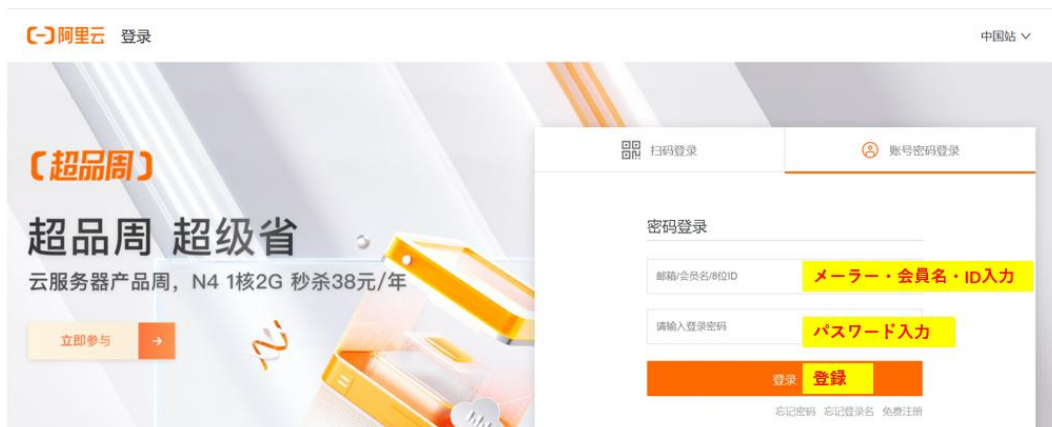 阿里云 登录
中国站
超品周
超品周 超级省
云服务器产品周，N4 1核2G 秒杀38元/年
立即参与 →
扫码登录
账号密码登录
密码登录
邮箱/会员名/8位ID メーラー・会員名・ID入力
请输入登录密码 パスワード入力
登录 登録
忘记密码 忘记登录名 免费注册